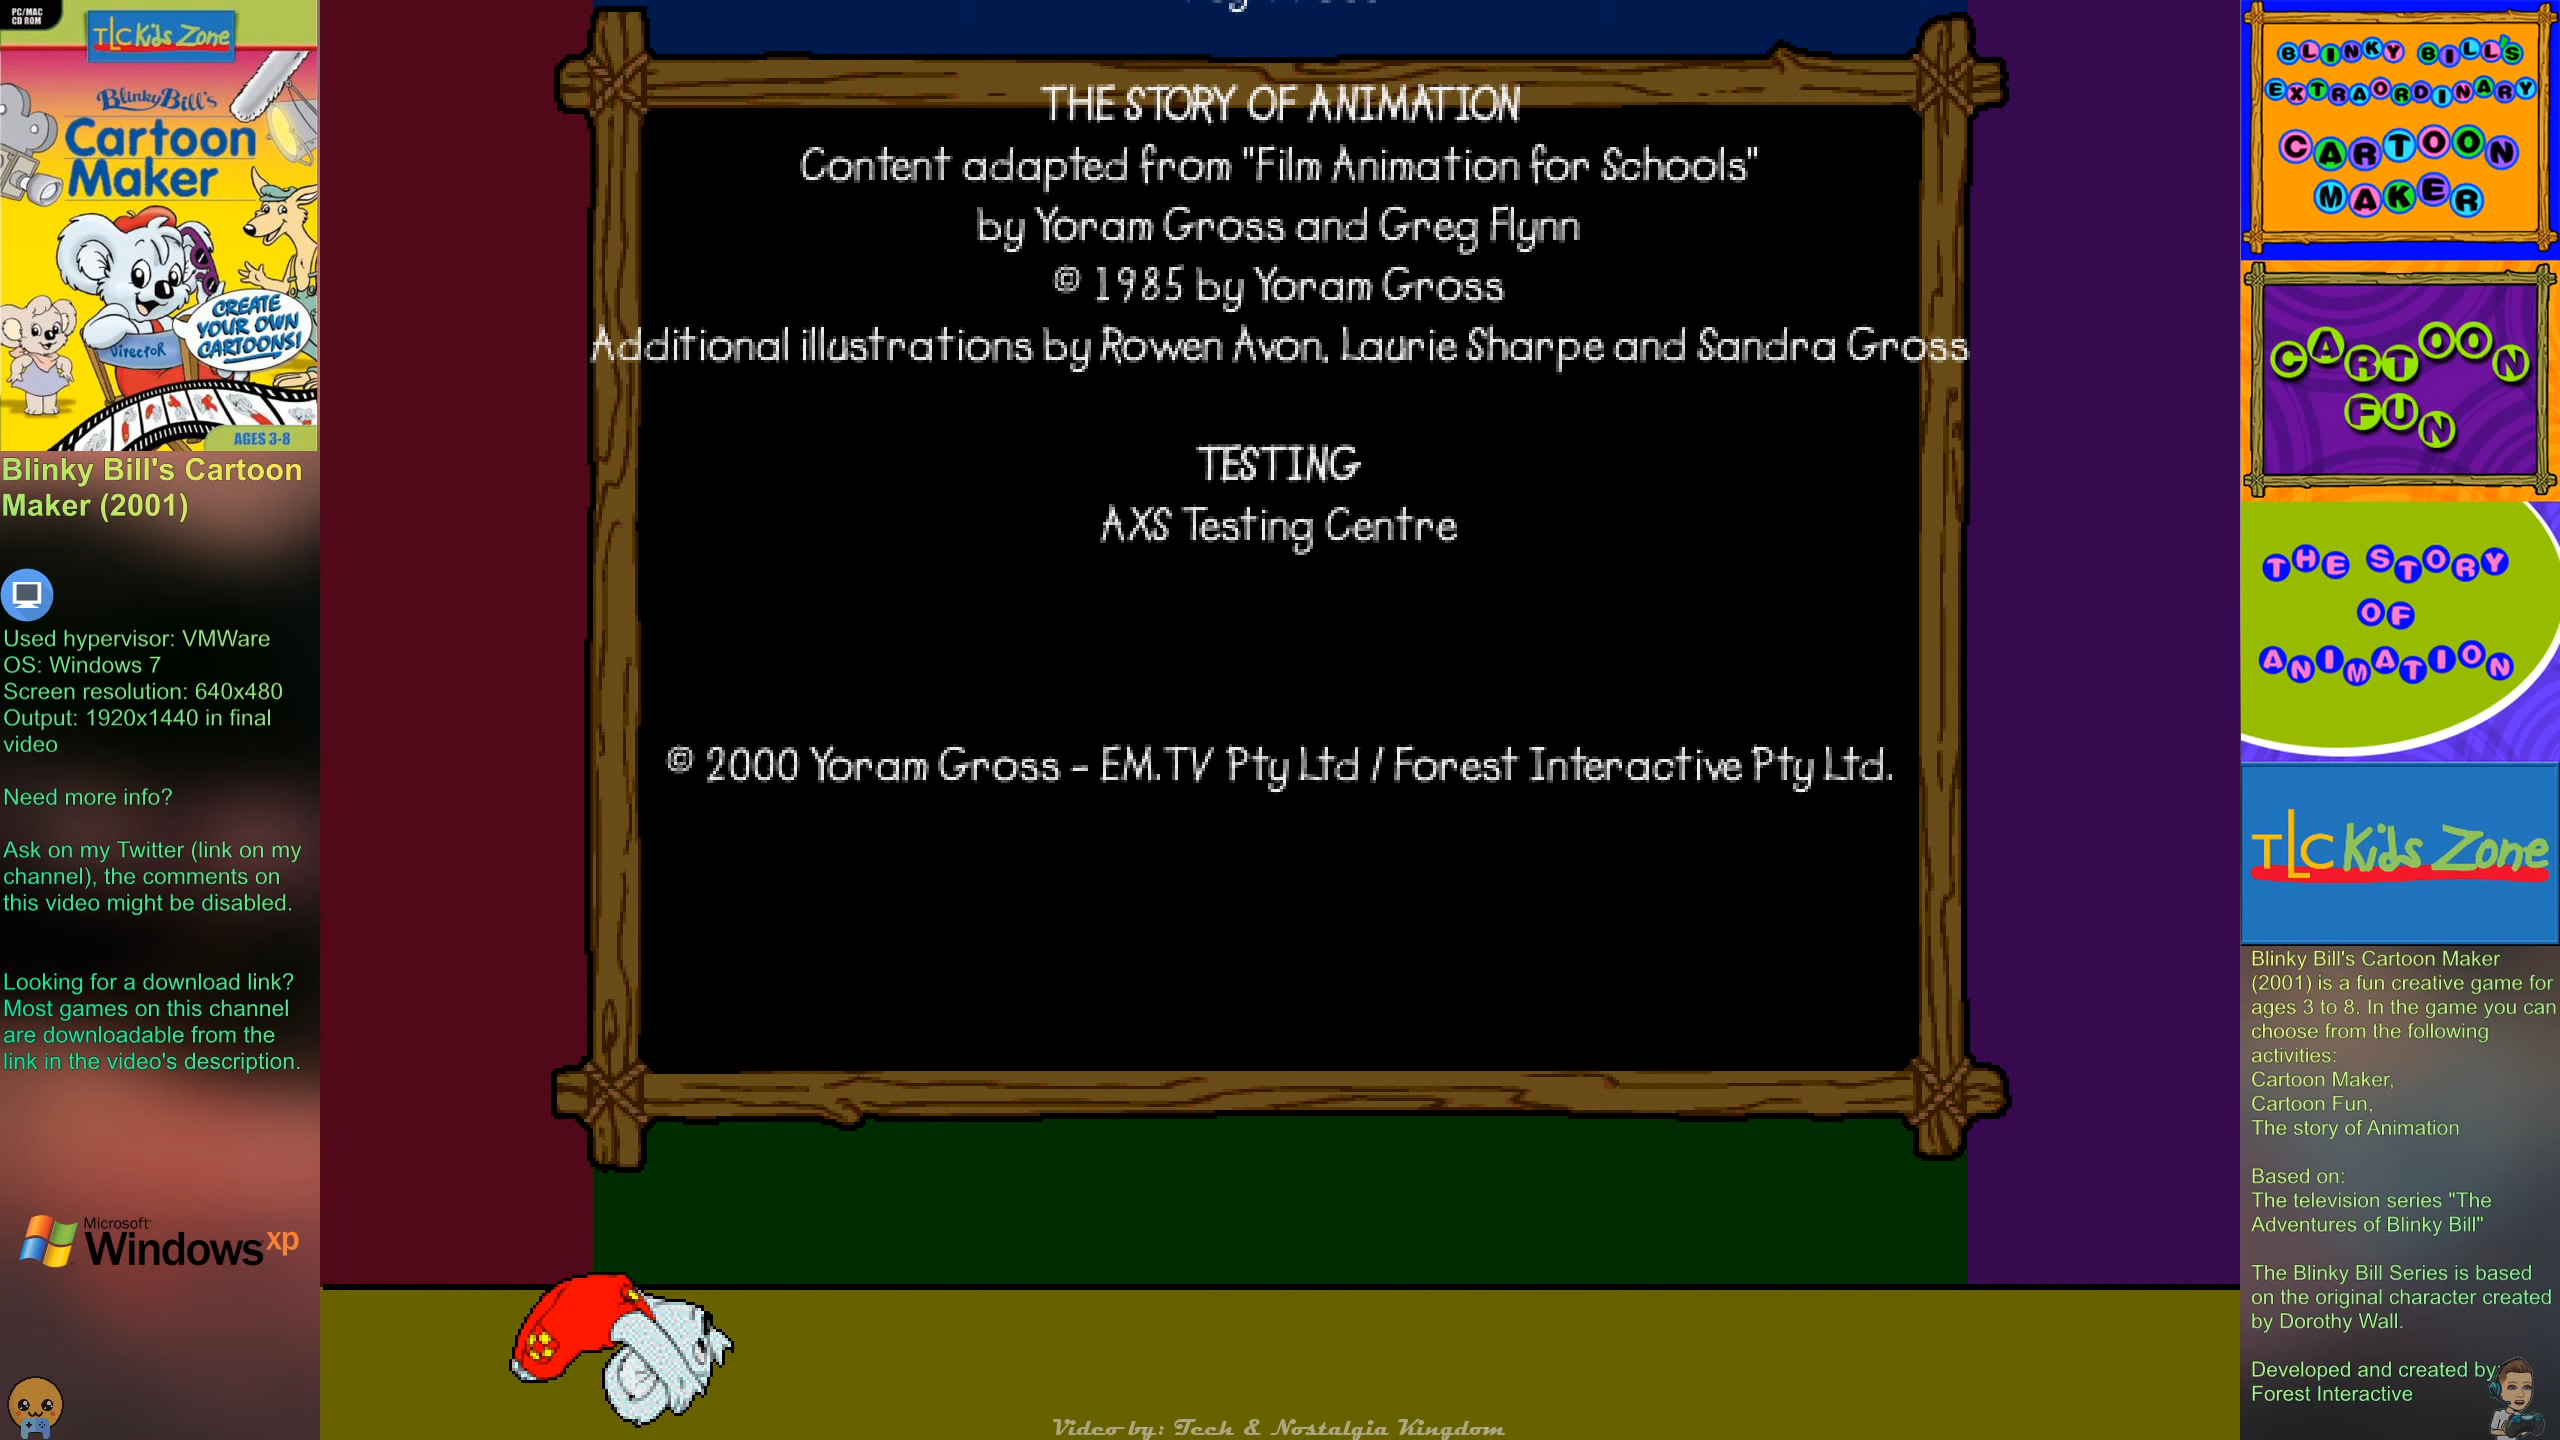 PC/MAC
CD ROM
TLC Kids Zone
Blinky Bill's
Cartoon
Maker
CREATE
YOUR OWN
CARTOONS!
Director
AGES 3-8
Blinky Bill's Cartoon
Maker (2001)
Used hypervisor: VMWare
OS: Windows 7
Screen resolution: 640x480
Output: 1920x1440 in final
video
Need more info?
Ask on my Twitter (link on my
channel), the comments on
this video might be disabled.
Looking for a download link?
Most games on this channel
are downloadable from the
link in the video's description.
Microsoft
Windows xp
THE STORY OF ANIMATION
Content adapted from "Film Animation for Schools"
by Yoram Gross and Greg Flynn
© 1985 by Yoram Gross
Additional illustrations by Rowen Avon, Laurie Sharpe and Sandra Gross
TESTING
AXS Testing Centre
© 2000 Yoram Gross - EM.TV Pty Ltd / Forest Interactive Pty Ltd.
Video by: Tech & Nostalgia Kingdom
BLINKY BILL'S
EXTRAORDINARY
CARTOON
MAKER
CARTOON
FUN
THE STORY
OF
ANIMATION
TLC Kids Zone
Blinky Bill's Cartoon Maker
(2001) is a fun creative game for
ages 3 to 8. In the game you can
choose from the following
activities:
Cartoon Maker,
Cartoon Fun,
The story of Animation
Based on:
The television series "The
Adventures of Blinky Bill"
The Blinky Bill Series is based
on the original character created
by Dorothy Wall.
Developed and created by:
Forest Interactive